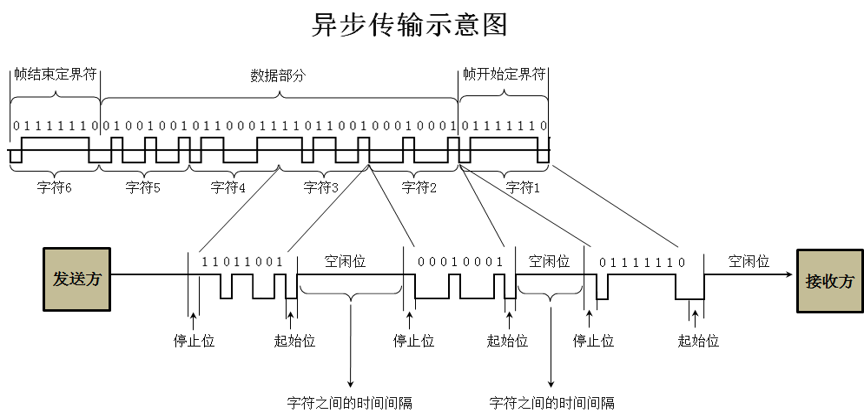 异步传输示意图
帧结束定界符 数据部分 帧开始定界符
0 1 1 1 1 1 1 0 0 1 0 0 1 0 0 1 0 1 1 0 0 0 1 1 1 1 0 1 1 0 0 1 0 0 0 1 0 0 0 1 0 1 1 1 1 1 1 0
字符6 字符5 字符4 字符3 字符2 字符1
1 1 0 1 1 0 0 1 空闲位 0 0 0 1 0 0 0 1 空闲位 0 1 1 1 1 1 1 0 空闲位
发送方 接收方
停止位 起始位 停止位 起始位 停止位 起始位
字符之间的时间间隔 字符之间的时间间隔